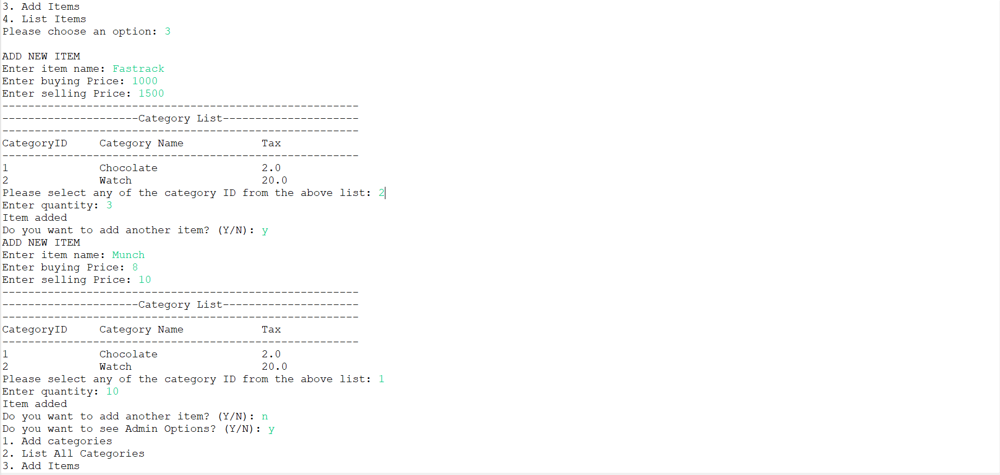 3. Add Items
4. List Items
Please choose an option: 3

ADD NEW ITEM
Enter item name: Fastrack
Enter buying Price: 1000
Enter selling Price: 1500
-------------------------------------------------------
---------------------Category List---------------------
-------------------------------------------------------
CategoryID     Category Name            Tax
-------------------------------------------------------
1              Chocolate                2.0
2              Watch                    20.0
Please select any of the category ID from the above list: 2
Enter quantity: 3
Item added
Do you want to add another item? (Y/N): y
ADD NEW ITEM
Enter item name: Munch
Enter buying Price: 8
Enter selling Price: 10
-------------------------------------------------------
---------------------Category List---------------------
-------------------------------------------------------
CategoryID     Category Name            Tax
-------------------------------------------------------
1              Chocolate                2.0
2              Watch                    20.0
Please select any of the category ID from the above list: 1
Enter quantity: 10
Item added
Do you want to add another item? (Y/N): n
Do you want to see Admin Options? (Y/N): y
1. Add categories
2. List All Categories
3. Add Items